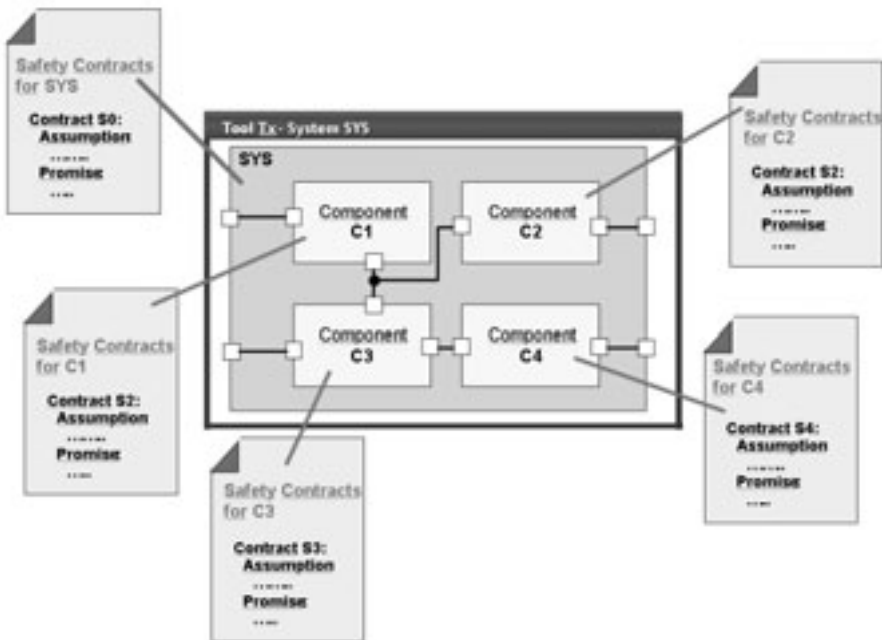 Safety Contracts
for SYS
Contract S0:
Assumption
......
Promise
....
Tool Tx - System SYS
SYS
Component
C1
Component
C2
Component
C3
Component
C4
Safety Contracts
for C2
Contract S2:
Assumption
......
Promise
....
Safety Contracts
for C1
Contract S2:
Assumption
......
Promise
....
Safety Contracts
for C3
Contract S3:
Assumption
......
Promise
....
Safety Contracts
for C4
Contract S4:
Assumption
......
Promise
....